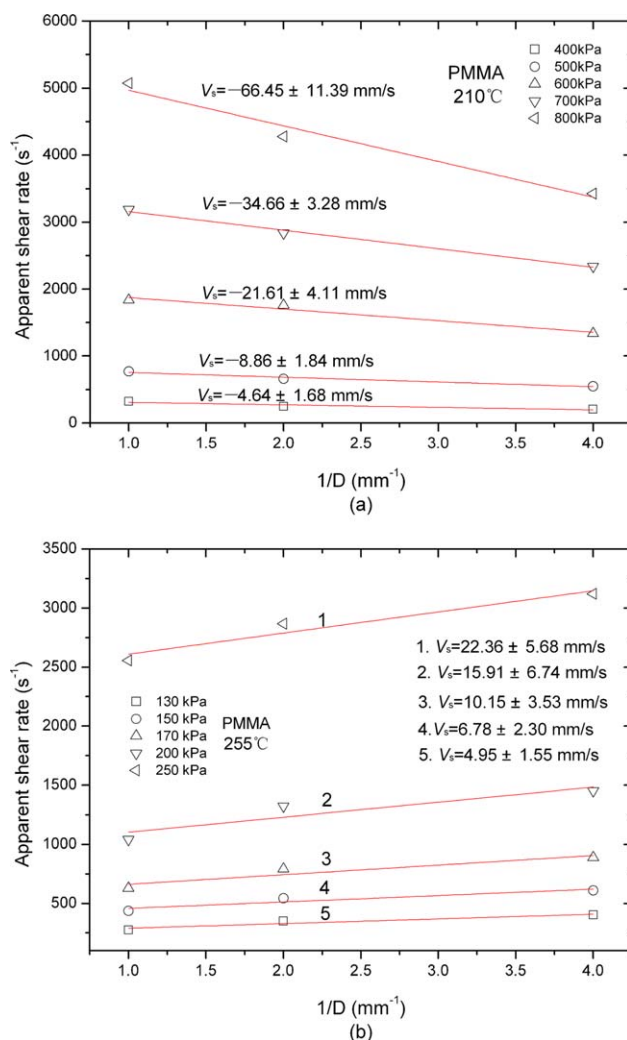 6000
5000
4000
3000
2000
1000
0
Apparent shear rate (s⁻¹)
PMMA
210℃
400kPa
500kPa
600kPa
700kPa
800kPa
Vₛ=−66.45 ± 11.39 mm/s
Vₛ=−34.66 ± 3.28 mm/s
Vₛ=−21.61 ± 4.11 mm/s
Vₛ=−8.86 ± 1.84 mm/s
Vₛ=−4.64 ± 1.68 mm/s
1.0 1.5 2.0 2.5 3.0 3.5 4.0
1/D (mm⁻¹)
(a)
3500
3000
2500
2000
1500
1000
500
Apparent shear rate (s⁻¹)
130 kPa
150 kPa
170 kPa
200 kPa
250 kPa
PMMA
255℃
1
2
3
4
5
1. Vₛ=22.36 ± 5.68 mm/s
2. Vₛ=15.91 ± 6.74 mm/s
3. Vₛ=10.15 ± 3.53 mm/s
4. Vₛ=6.78 ± 2.30 mm/s
5. Vₛ=4.95 ± 1.55 mm/s
1.0 1.5 2.0 2.5 3.0 3.5 4.0
1/D (mm⁻¹)
(b)